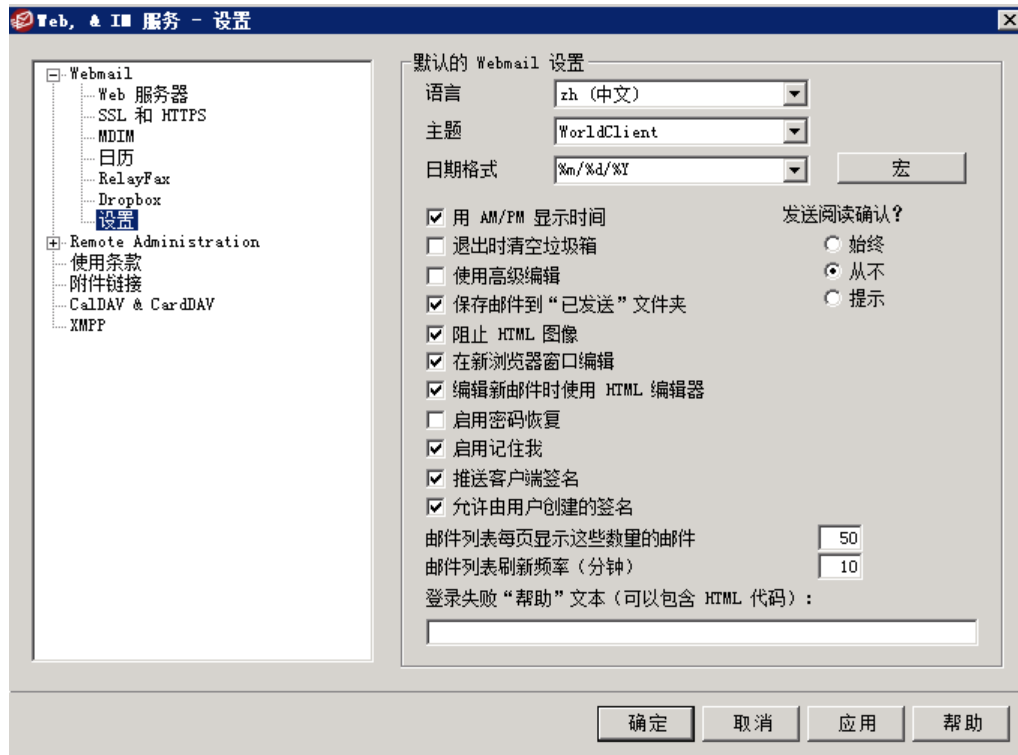 Web, & IM 服务 - 设置
Webmail
Web 服务器
SSL 和 HTTPS
MDIM
日历
RelayFax
Dropbox
设置
Remote Administration
使用条款
附件链接
CalDAV & CardDAV
XMPP
默认的 Webmail 设置
语言 zh (中文)
主题 WorldClient
日期格式 %m/%d/%Y 宏
用 AM/PM 显示时间
退出时清空垃圾箱
使用高级编辑
保存邮件到“已发送”文件夹
阻止 HTML 图像
在新浏览器窗口编辑
编辑新邮件时使用 HTML 编辑器
启用密码恢复
启用记住我
推送客户端签名
允许由用户创建的签名
发送阅读确认?
始终
从不
提示
邮件列表每页显示这些数量的邮件 50
邮件列表刷新频率（分钟） 10
登录失败“帮助”文本（可以包含 HTML 代码）:
确定 取消 应用 帮助